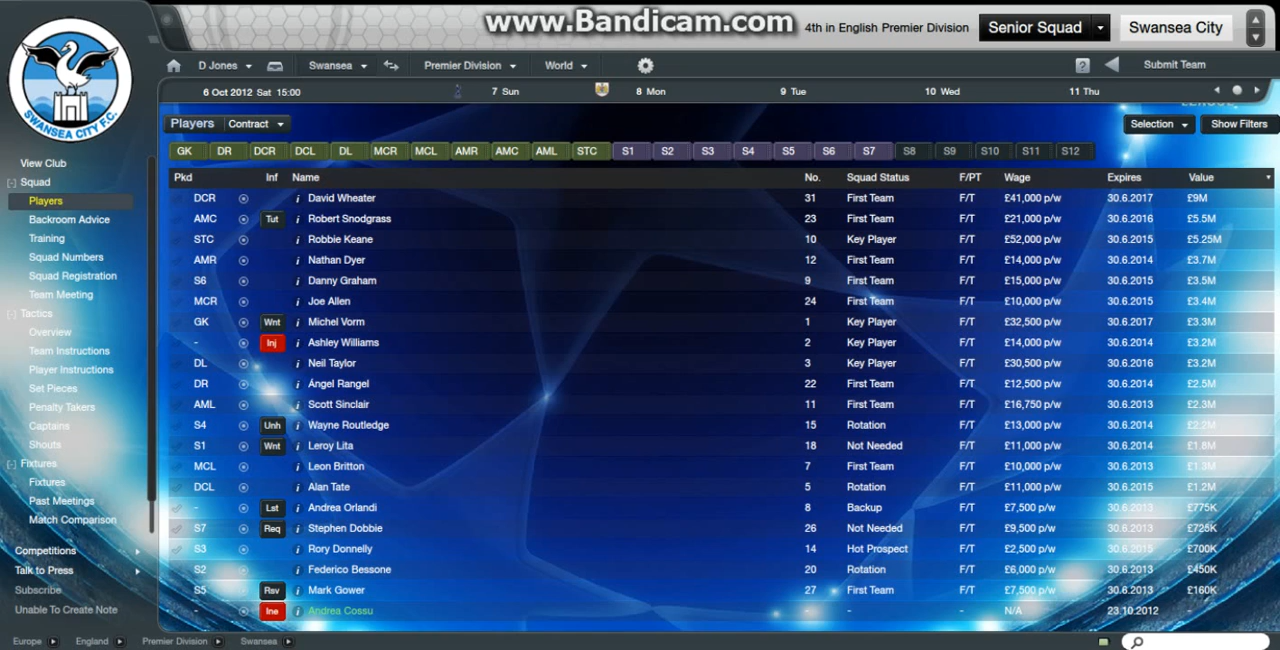 www.Bandicam.com
4th in English Premier Division Senior Squad Swansea City
D Jones Swansea Premier Division World ? Submit Team
6 Oct 2012 Sat 15:00 7 Sun 8 Mon 9 Tue 10 Wed 11 Thu
SWANSEA CITY F.C.
Players Contract Selection Show Filters
GK DR DCR DCL DL MCR MCL AMR AMC AML STC S1 S2 S3 S4 S5 S6 S7 S8 S9 S10 S11 S12
View Club
Squad
Players
Backroom Advice
Training
Squad Numbers
Squad Registration
Team Meeting
Tactics
Overview
Team Instructions
Player Instructions
Set Pieces
Penalty Takers
Captains
Shouts
Fixtures
Fixtures
Past Meetings
Match Comparison
Competitions
Talk to Press
Subscribe
Unable To Create Note
Pkd Inf Name No. Squad Status F/PT Wage Expires Value
DCR i David Wheater 31 First Team F/T £41,000 p/w 30.6.2017 £9M
AMC Tut i Robert Snodgrass 23 First Team F/T £21,000 p/w 30.6.2016 £5.5M
STC i Robbie Keane 10 Key Player F/T £52,000 p/w 30.6.2015 £5.25M
AMR i Nathan Dyer 12 First Team F/T £14,000 p/w 30.6.2014 £3.7M
S6 i Danny Graham 9 First Team F/T £15,000 p/w 30.6.2015 £3.5M
MCR i Joe Allen 24 First Team F/T £10,000 p/w 30.6.2015 £3.4M
GK Wnt i Michel Vorm 1 Key Player F/T £32,500 p/w 30.6.2017 £3.3M
- Inj i Ashley Williams 2 Key Player F/T £14,000 p/w 30.6.2014 £3.2M
DL i Neil Taylor 3 Key Player F/T £30,500 p/w 30.6.2016 £3.2M
DR i Ángel Rangel 22 First Team F/T £12,500 p/w 30.6.2014 £2.5M
AML i Scott Sinclair 11 First Team F/T £16,750 p/w 30.6.2013 £2.3M
S4 Unh i Wayne Routledge 15 Rotation F/T £13,000 p/w 30.6.2014 £2.2M
S1 Wnt i Leroy Lita 18 Not Needed F/T £11,000 p/w 30.6.2014 £1.8M
MCL i Leon Britton 7 First Team F/T £10,000 p/w 30.6.2013 £1.3M
DCL i Alan Tate 5 Rotation F/T £11,000 p/w 30.6.2015 £1.2M
- Lst i Andrea Orlandi 8 Backup F/T £7,500 p/w 30.6.2013 £775K
S7 Req i Stephen Dobbie 26 Not Needed F/T £9,500 p/w 30.6.2013 £725K
S3 i Rory Donnelly 14 Hot Prospect F/T £2,500 p/w 30.6.2015 £700K
S2 i Federico Bessone 20 Rotation F/T £6,000 p/w 30.6.2013 £450K
S5 Rsv i Mark Gower 27 First Team F/T £7,500 p/w 30.6.2013 £160K
- Ine i Andrea Cossu - - - N/A 23.10.2012 -
Europe England Premier Division Swansea